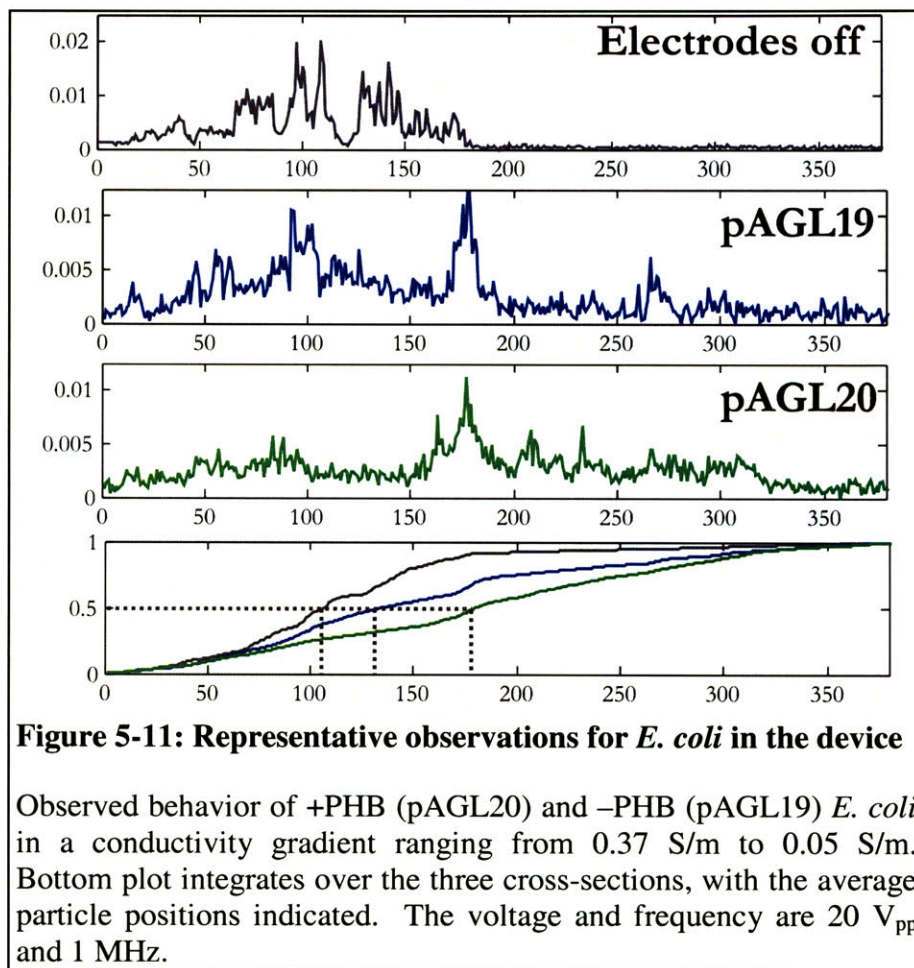 Electrodes off
0.02
0.01
0
0 50 100 150 200 250 300 350
pAGL19
0.01
0.005
0
0 50 100 150 200 250 300 350
pAGL20
0.01
0.005
0
0 50 100 150 200 250 300 350
1
0.5
0
0 50 100 150 200 250 300 350
Figure 5-11: Representative observations for E. coli in the device
Observed behavior of +PHB (pAGL20) and –PHB (pAGL19) E. coli
in a conductivity gradient ranging from 0.37 S/m to 0.05 S/m.
Bottom plot integrates over the three cross-sections, with the average
particle positions indicated. The voltage and frequency are 20 Vpp
and 1 MHz.